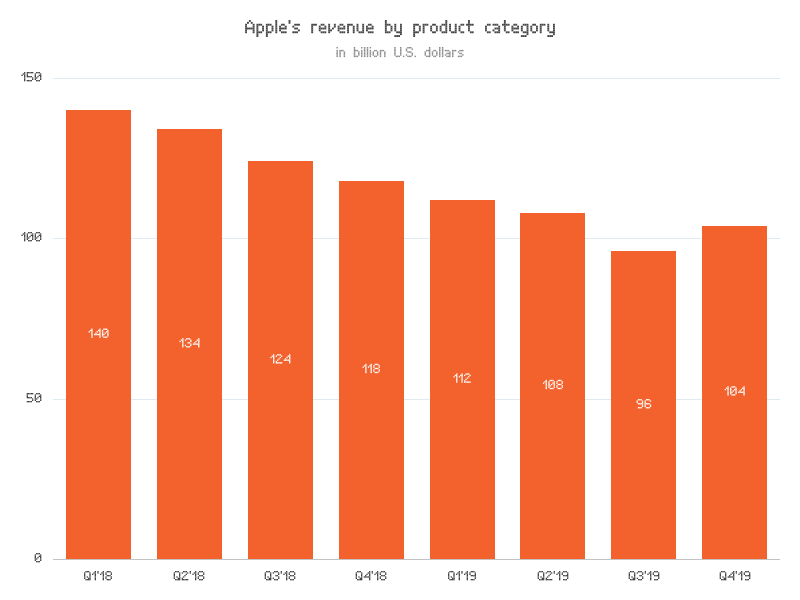 Apple's revenue by product category
in billion U.S. dollars
150
100
50
0
140
134
124
118
112
108
96
104
Q1'18
Q2'18
Q3'18
Q4'18
Q1'19
Q2'19
Q3'19
Q4'19